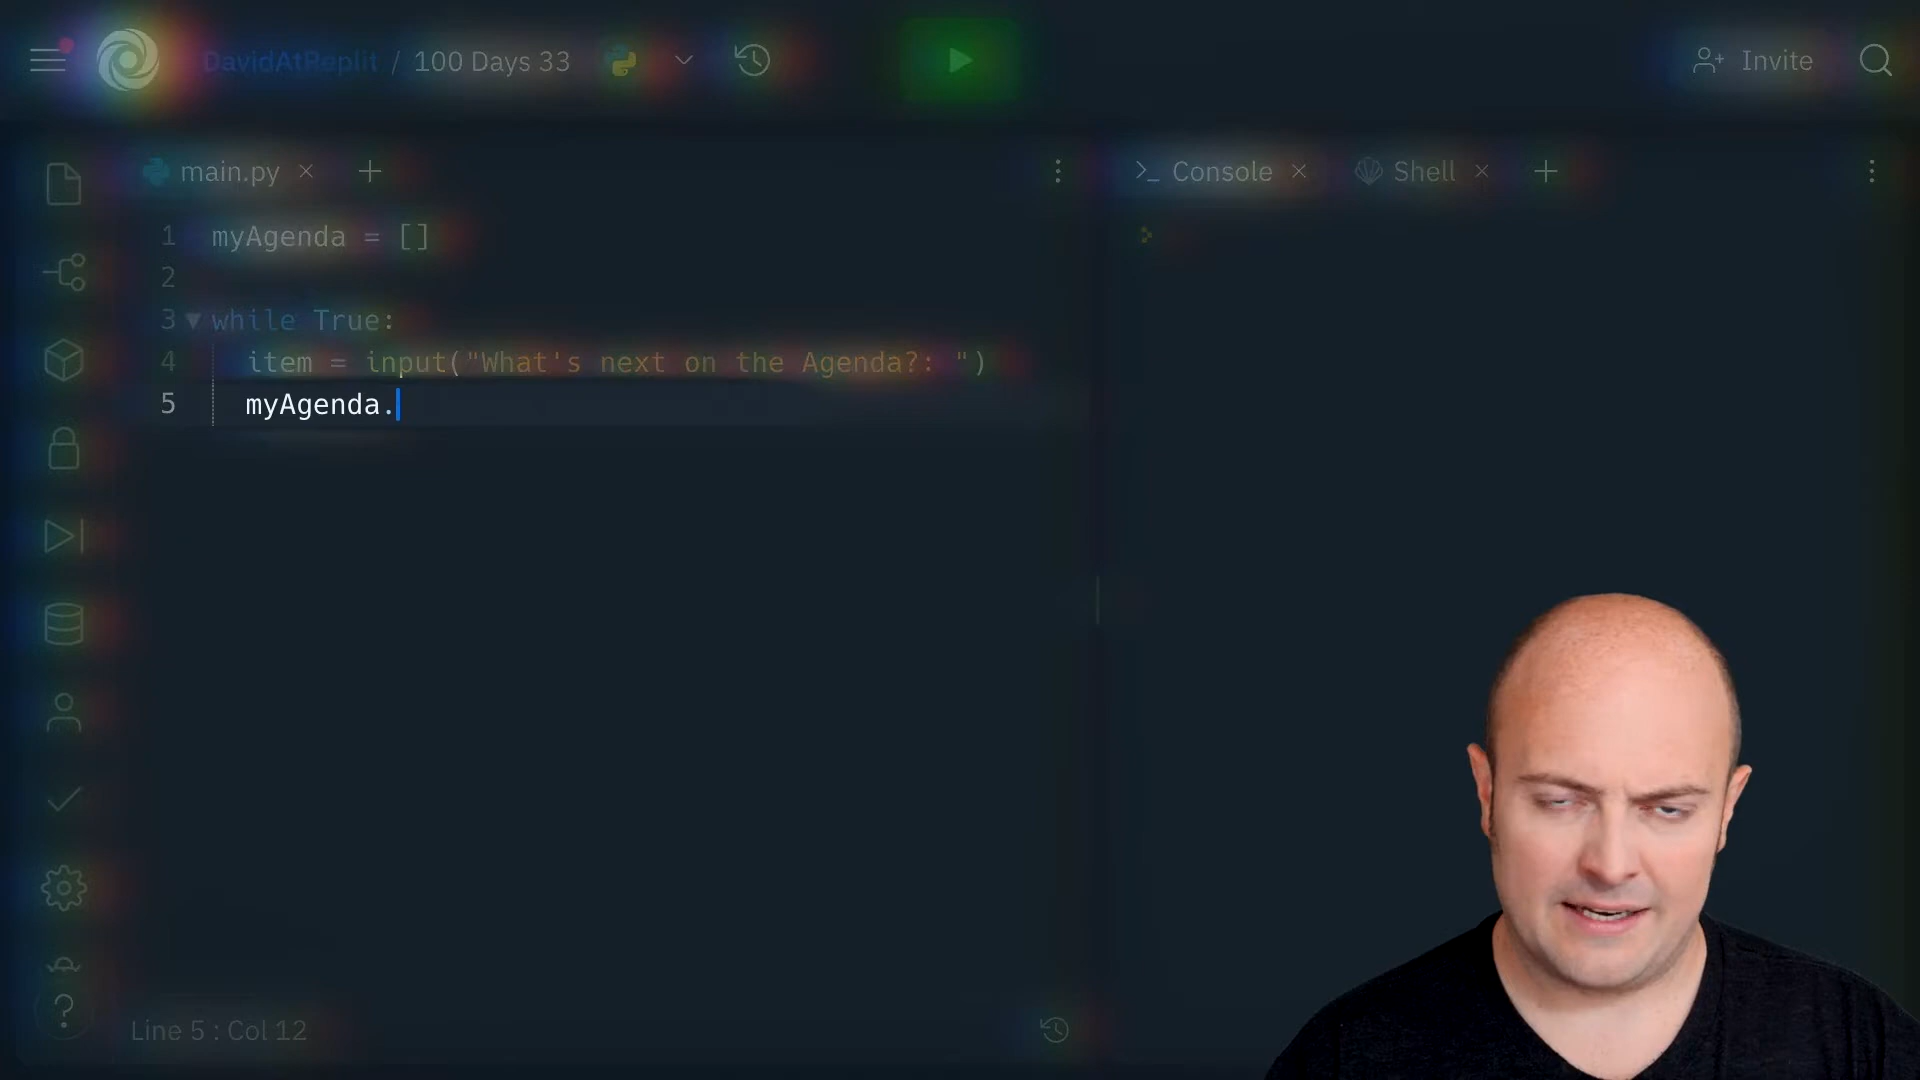 DavidAtReplit / 100 Days 33
Invite
main.py
Console
Shell
1 myAgenda = []
2
3 while True:
4 item = input("What's next on the Agenda?: ")
5 myAgenda.
Line 5 : Col 12